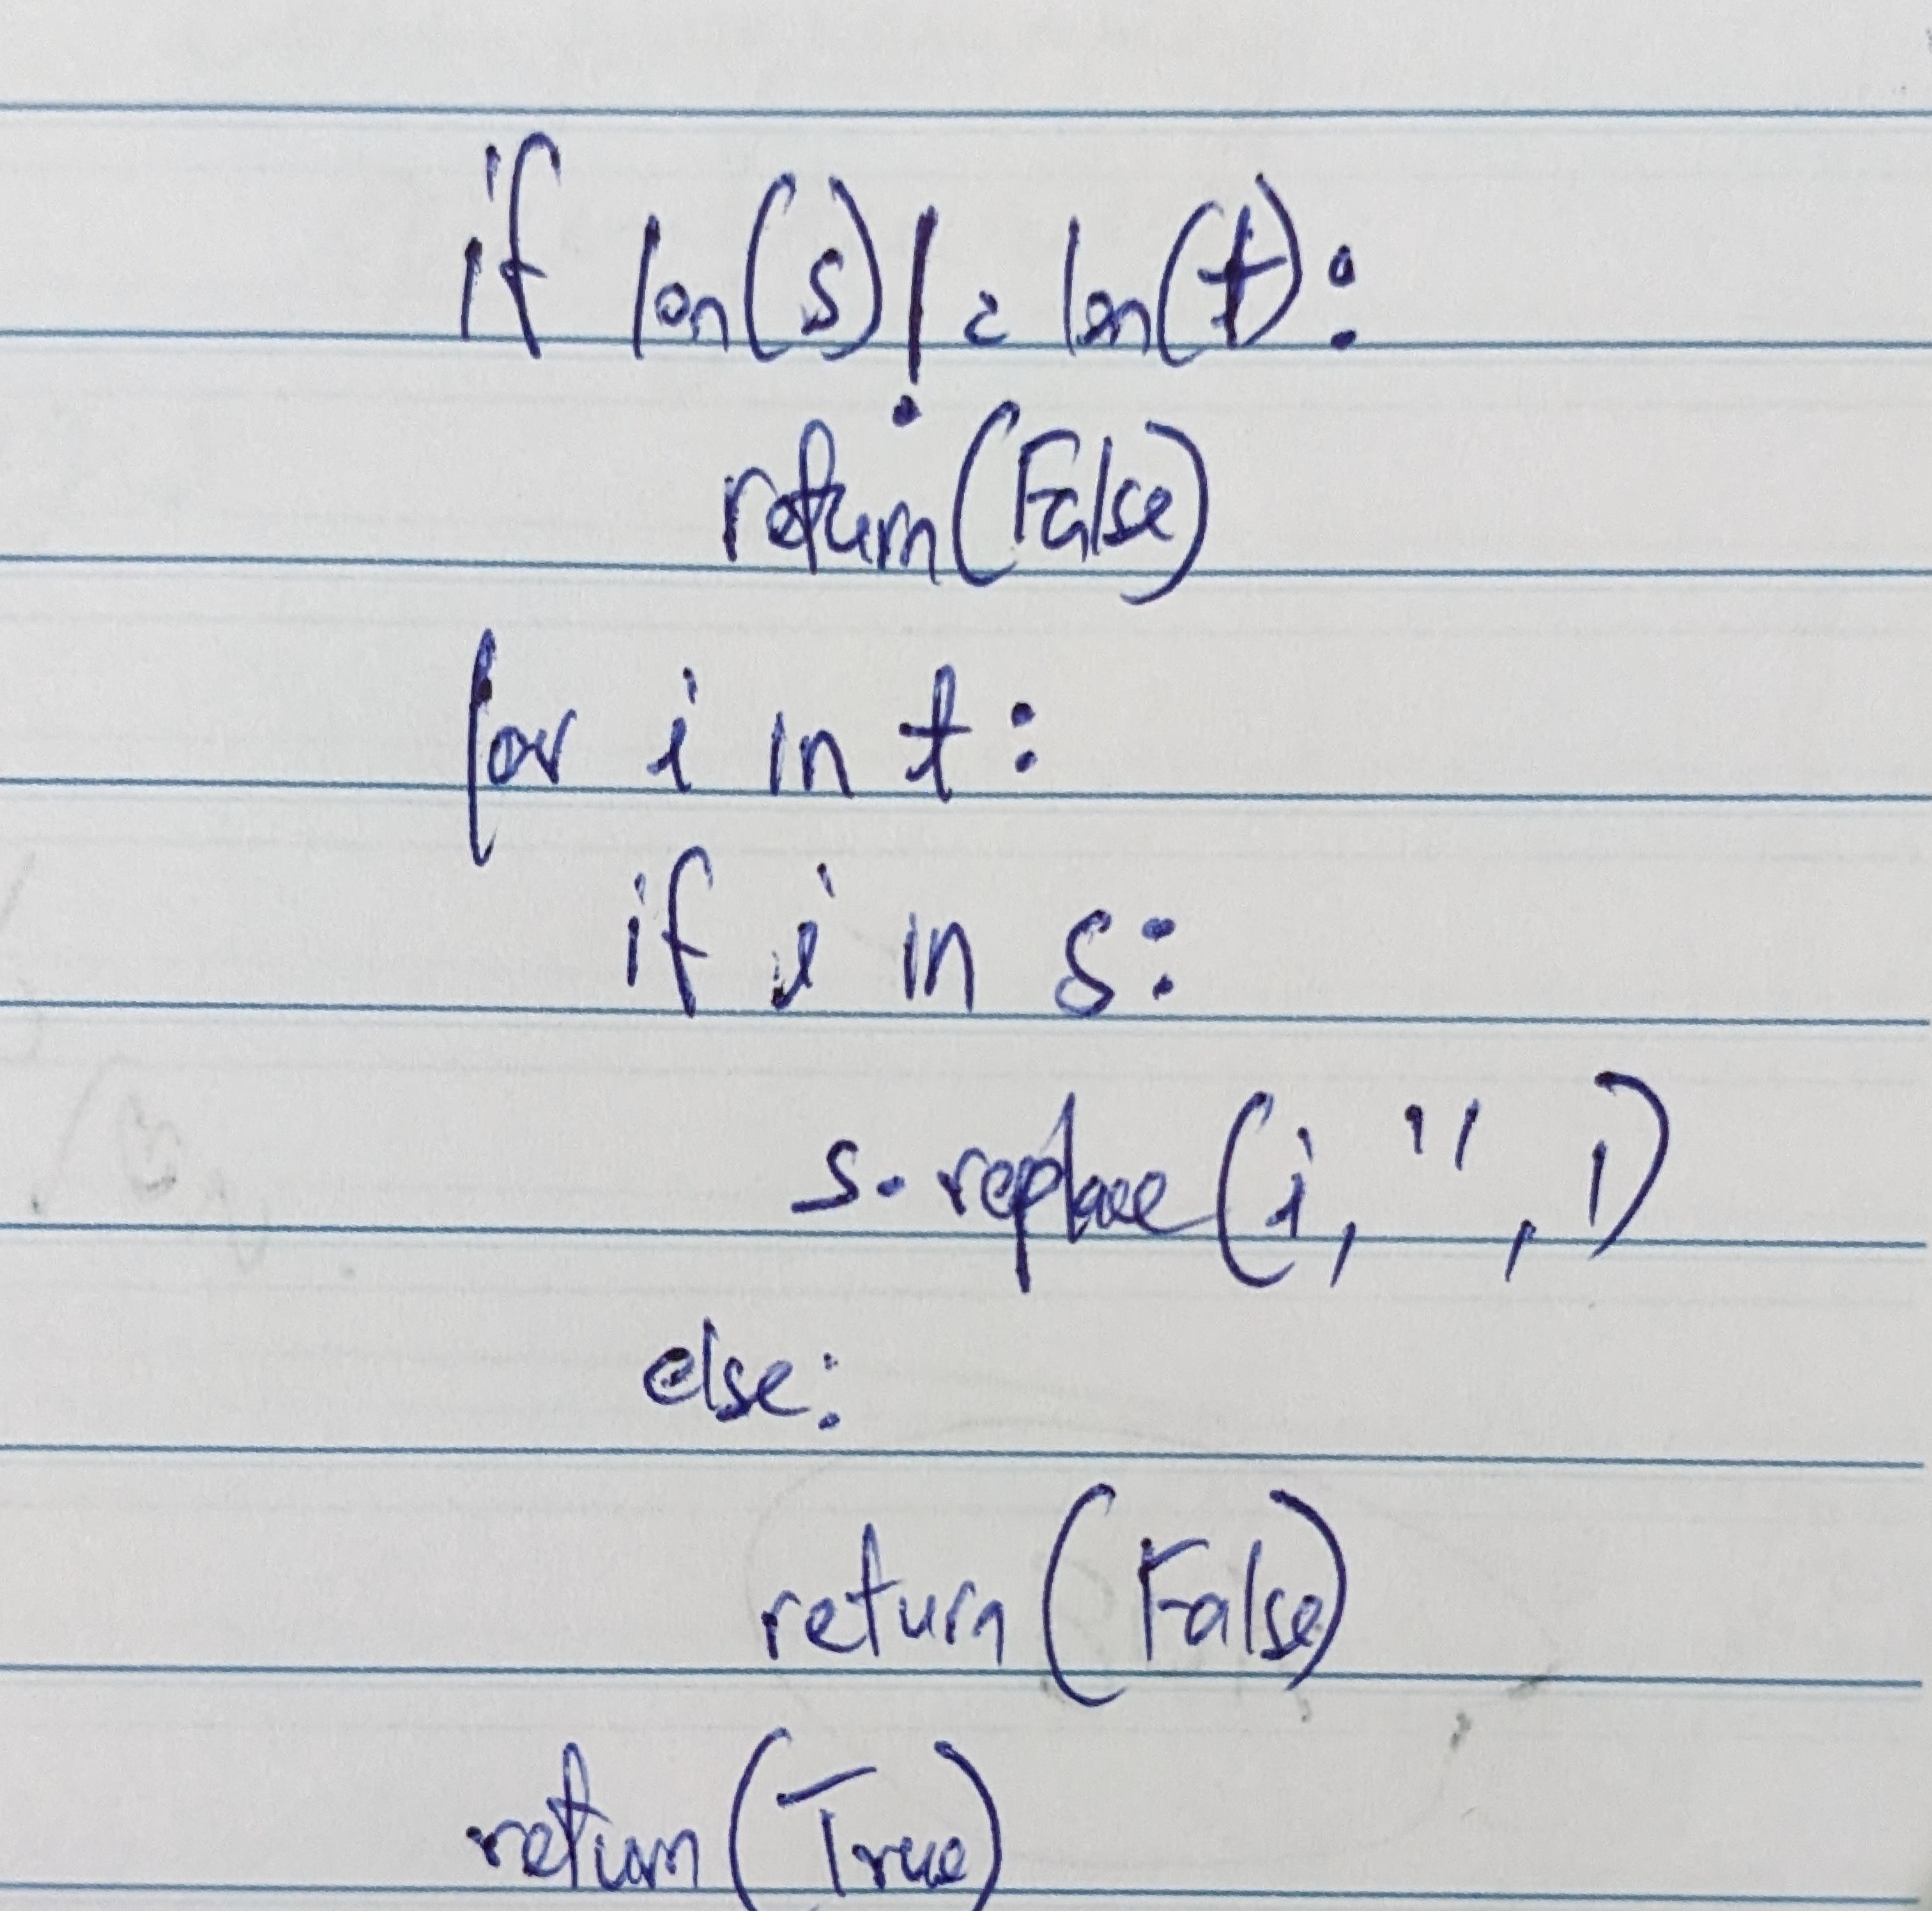 if len(s) != len(t):
return(False)
for i in t:
if i in s:
s.replace(i, '', 1)
else:
return(False)
return(True)